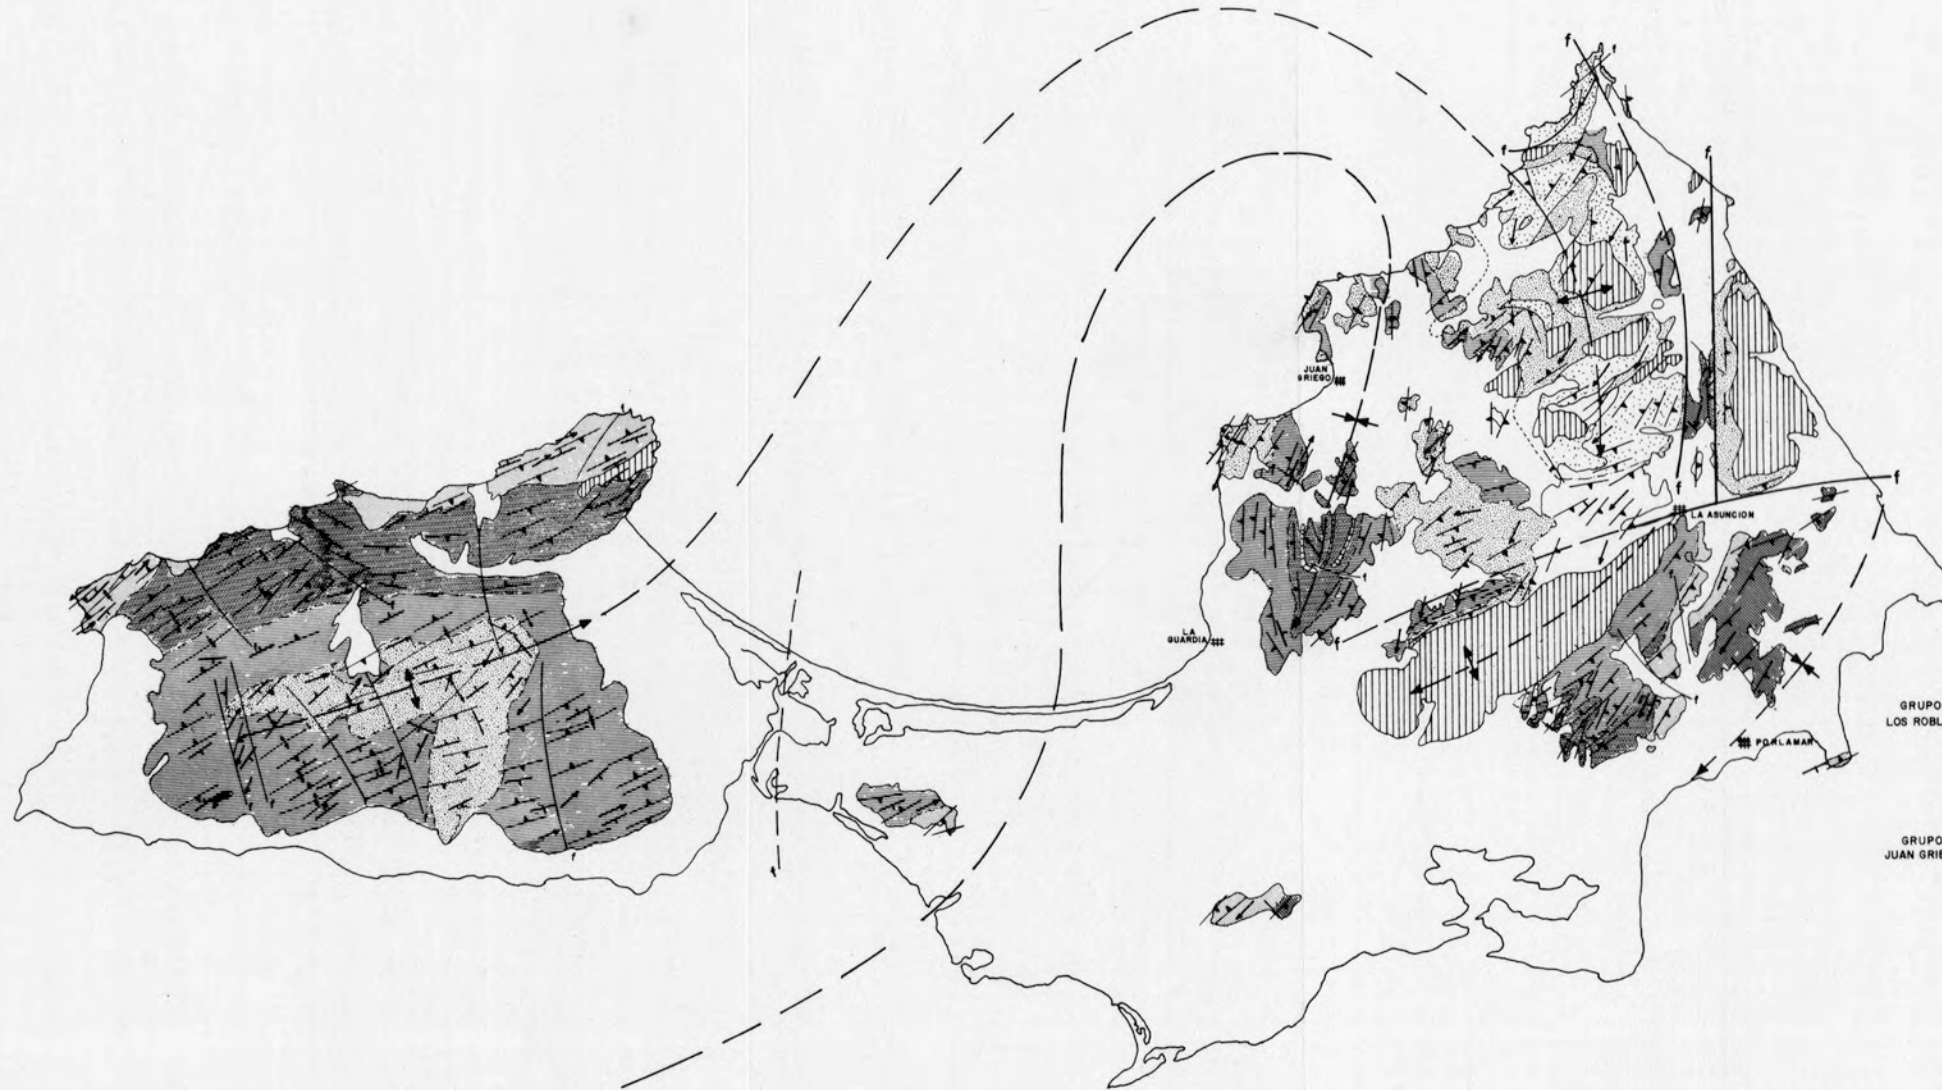 f
f
f
f
JUAN
GRIEGO
f
f
LA ASUNCION
LA
GUARDIA
f
f
GRUPO
LOS ROBL
PORLAMAR
GRUPO
JUAN GRIE